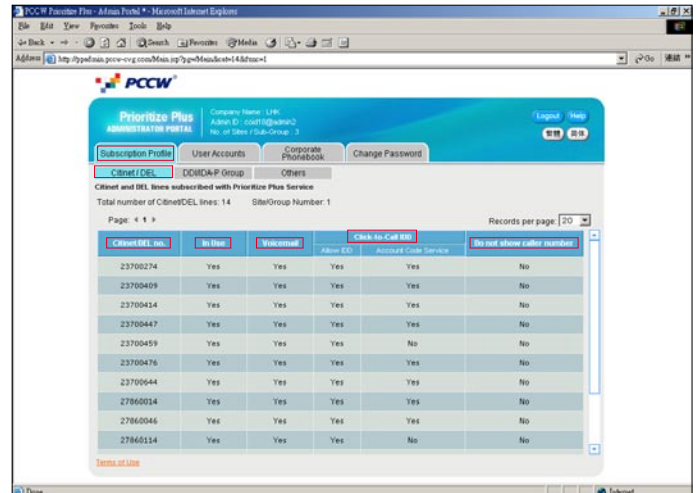 PCCW Prioritize Plus - Admin Portal * - Microsoft Internet Explorer
File Edit View Favorites Tools Help
Back Search Favorites Media
Address http://ppadmin.pccw-cvg.com/Main.jsp?pg=Main&cat=14&func=1 Go 連結 »
PCCW
Prioritize Plus
ADMINISTRATOR PORTAL
Company Name : LHK
No. of Sites / Sub-Group : 3
Logout Help
繁體 简体
Subscription Profile User Accounts Corporate Phonebook Change Password
Citinet / DEL DDI/IDA-P Group Others
Citinet and DEL lines subscribed with Prioritize Plus Service
Total number of Citinet/DEL lines: 14 Site/Group Number: 1
Page: 1 Records per page: 20
Citinet/DEL no. In Use Voicemail Click-to-Call IDD Do not show caller number
Allow IDD Account Code Service
23700274 Yes Yes Yes Yes No
23700409 Yes Yes Yes Yes No
23700414 Yes Yes Yes Yes No
23700447 Yes Yes Yes Yes No
23700459 Yes Yes Yes No No
23700476 Yes Yes Yes Yes No
23700644 Yes Yes Yes Yes No
27860014 Yes Yes Yes Yes No
27860046 Yes Yes Yes Yes No
27860114 Yes Yes Yes No No
Terms of Use
Done Internet